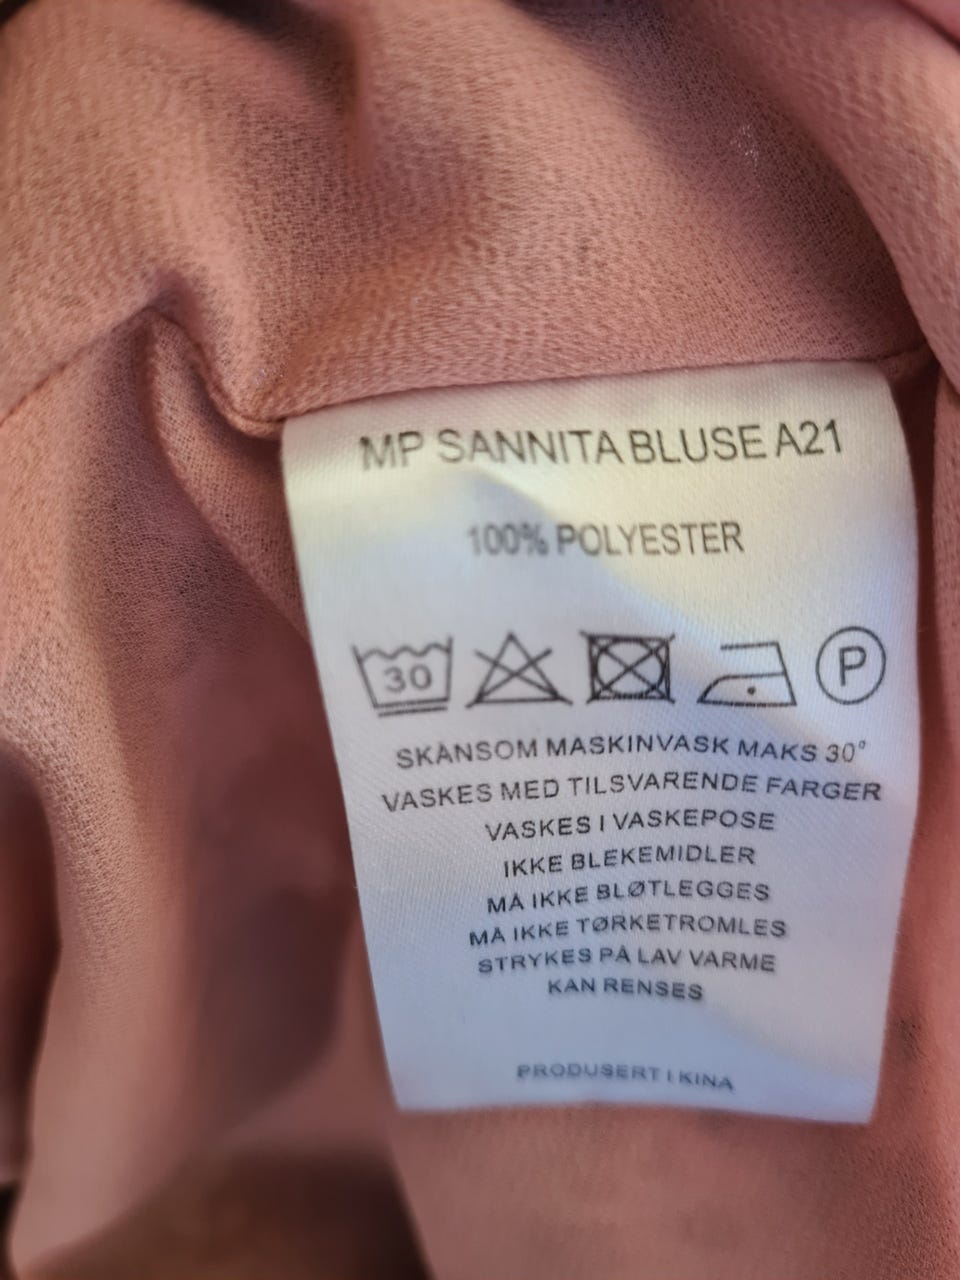 MP SANNITA BLUSE A21
100% POLYESTER
30 P
SKÅNSOM MASKINVASK MAKS 30°
VASKES MED TILSVARENDE FARGER
VASKES I VASKEPOSE
IKKE BLEKEMIDLER
MÅ IKKE BLØTLEGGES
MÅ IKKE TØRKETROMLES
STRYKES PÅ LAV VARME
KAN RENSES
PRODUSERT I KINA